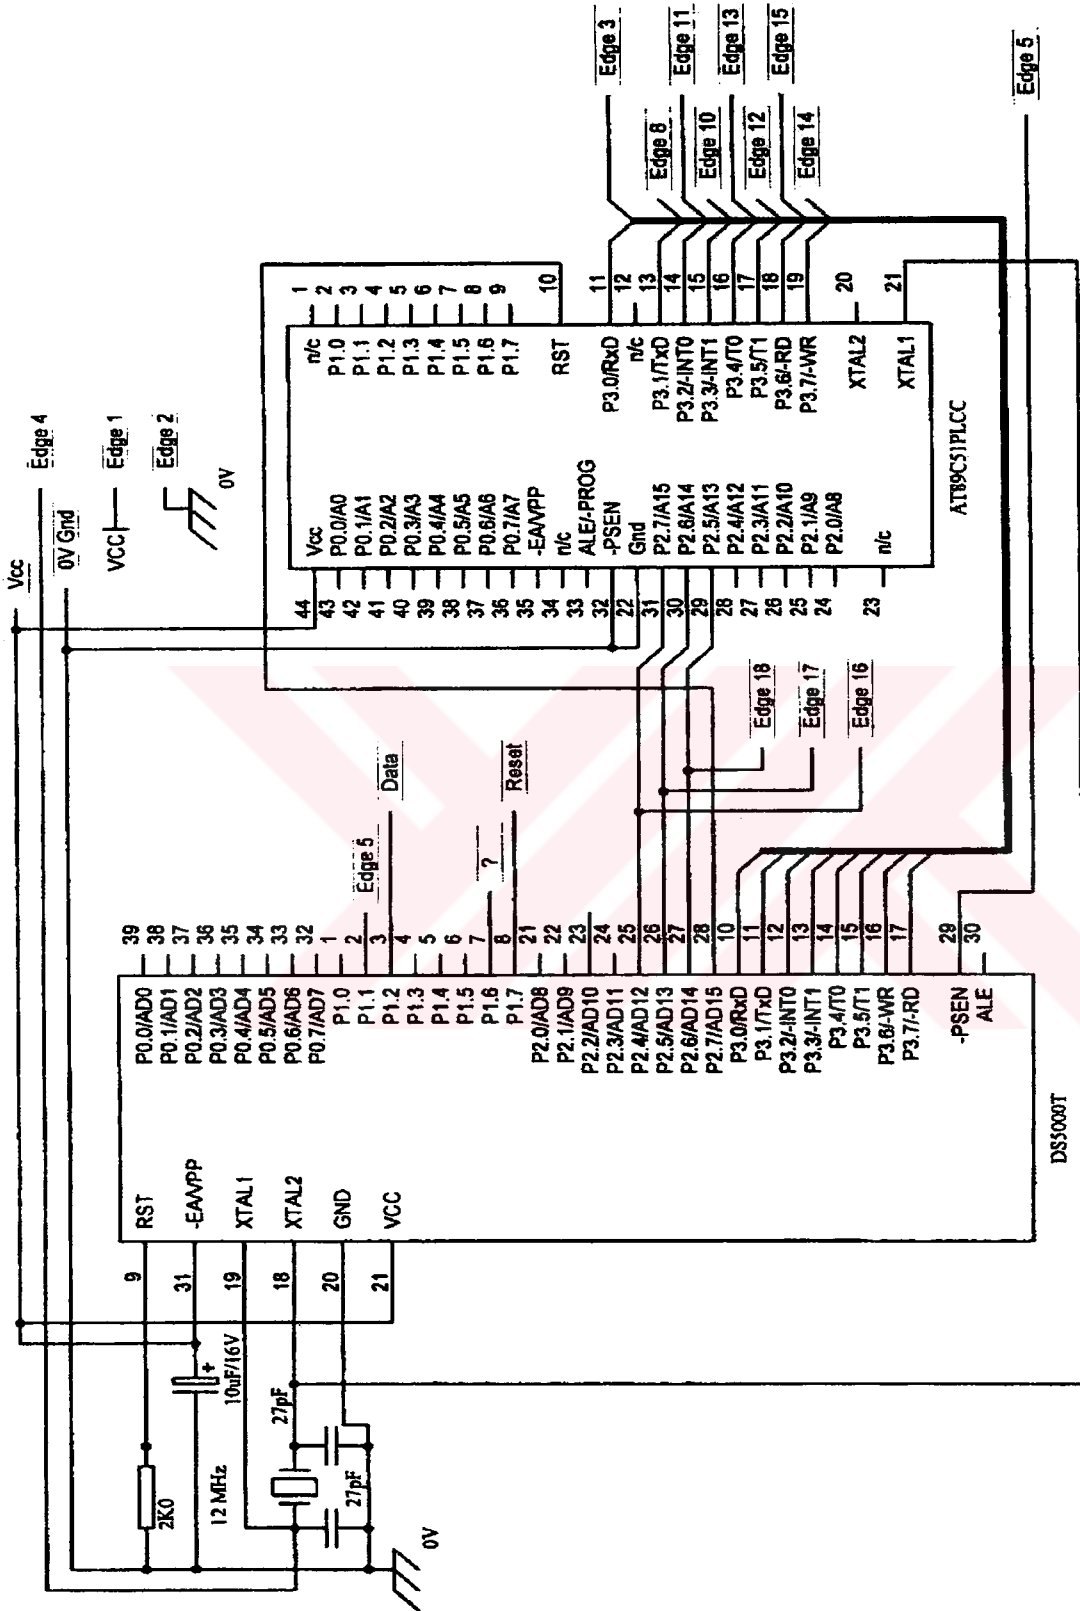 RST
-EA/VPP
XTAL1
XTAL2
GND
VCC
9
31
19
18
20
21
2K0
10uF/16V
+
12 MHz
27pF
27pF
0V
P0.0/AD0
P0.1/AD1
P0.2/AD2
P0.3/AD3
P0.4/AD4
P0.5/AD5
P0.6/AD6
P0.7/AD7
P1.0
P1.1
P1.2
P1.3
P1.4
P1.5
P1.6
P1.7
P2.0/AD8
P2.1/AD9
P2.2/AD10
P2.3/AD11
P2.4/AD12
P2.5/AD13
P2.6/AD14
P2.7/AD15
P3.0/RxD
P3.1/TxD
P3.2/-INT0
P3.3/-INT1
P3.4/T0
P3.5/T1
P3.6/-WR
P3.7/-RD
-PSEN
ALE
39
38
37
36
35
34
33
32
1
2
3
4
5
6
7
8
21
22
23
24
25
26
27
28
10
11
12
13
14
15
16
17
29
30
DS5000T
Edge 5
Data
?
Reset
Edge 18
Edge 17
Edge 16
Vcc
0V Gnd
Edge 4
VCC
Edge 1
Edge 2
0V
44
43
42
41
40
39
38
37
36
35
34
33
32
22
31
30
29
28
27
26
25
24
23
Vcc
P0.0/A0
P0.1/A1
P0.2/A2
P0.3/A3
P0.4/A4
P0.5/A5
P0.6/A6
P0.7/A7
-EA/VPP
n/c
ALE/-PROG
-PSEN
Gnd
P2.7/A15
P2.6/A14
P2.5/A13
P2.4/A12
P2.3/A11
P2.2/A10
P2.1/A9
P2.0/A8
n/c
n/c
P1.0
P1.1
P1.2
P1.3
P1.4
P1.5
P1.6
P1.7
RST
P3.0/RxD
n/c
P3.1/TxD
P3.2/-INT0
P3.3/-INT1
P3.4/T0
P3.5/T1
P3.6/-RD
P3.7/-WR
XTAL2
XTAL1
1
2
3
4
5
6
7
8
9
10
11
12
13
14
15
16
17
18
19
20
21
AT89C51PLCC
Edge 3
Edge 8
Edge 11
Edge 10
Edge 13
Edge 12
Edge 15
Edge 14
Edge 5